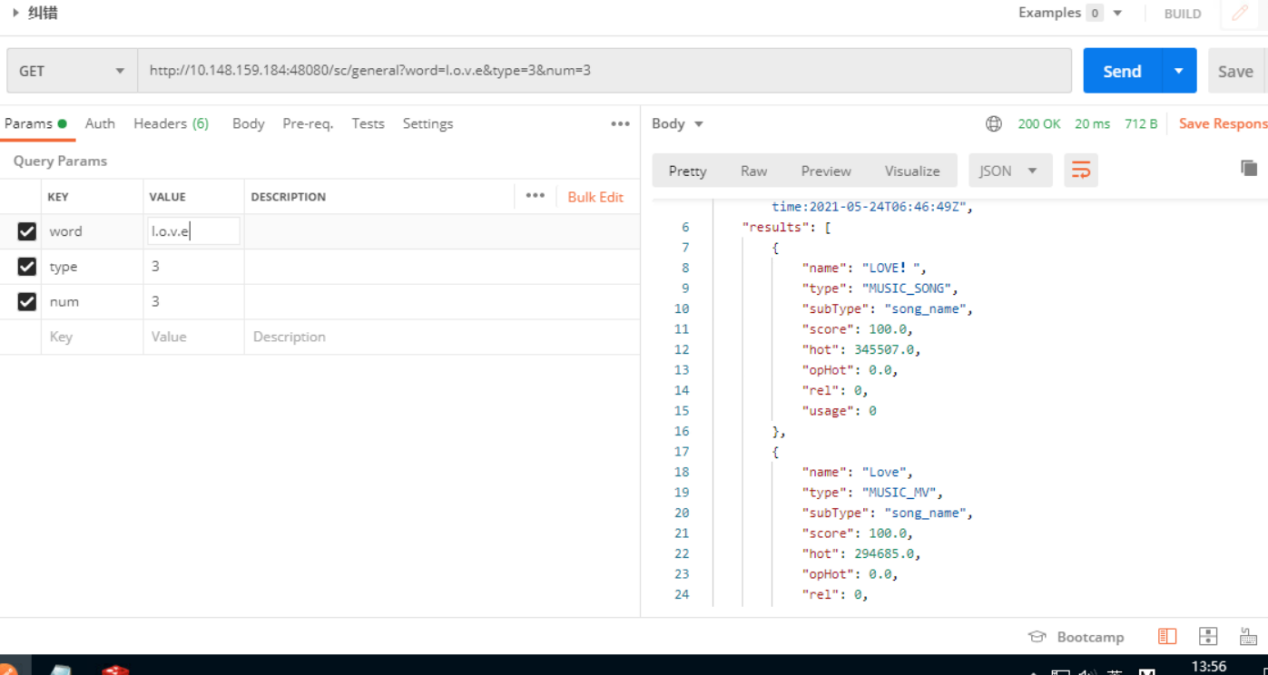 纠错
Examples 0
BUILD
GET
http://10.148.159.184:48080/sc/general?word=l.o.v.e&type=3&num=3
Send
Save
Params Auth Headers (6) Body Pre-req. Tests Settings
Query Params
KEY VALUE DESCRIPTION Bulk Edit
word l.o.v.e
type 3
num 3
Key Value Description
Body 200 OK 20 ms 712 B Save Respons
Pretty Raw Preview Visualize JSON
time:2021-05-24T06:46:49Z",
6 "results": [
7 {
8 "name": "LOVE！",
9 "type": "MUSIC_SONG",
10 "subType": "song_name",
11 "score": 100.0,
12 "hot": 345507.0,
13 "opHot": 0.0,
14 "rel": 0,
15 "usage": 0
16 },
17 {
18 "name": "Love",
19 "type": "MUSIC_MV",
20 "subType": "song_name",
21 "score": 100.0,
22 "hot": 294685.0,
23 "opHot": 0.0,
24 "rel": 0,
Bootcamp
13:56